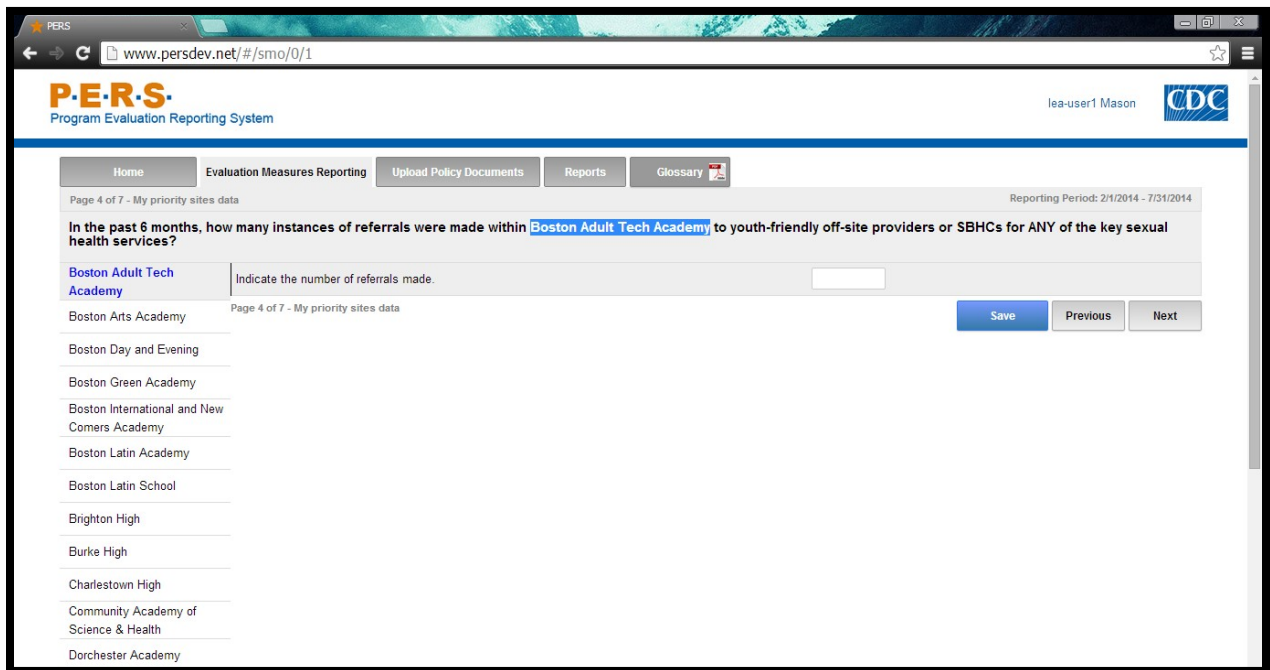 PERS
www.persdev.net/#/smo/0/1
P·E·R·S·
Program Evaluation Reporting System
lea-user1 Mason
CDC
Home
Evaluation Measures Reporting
Upload Policy Documents
Reports
Glossary
Page 4 of 7 - My priority sites data
Reporting Period: 2/1/2014 - 7/31/2014
In the past 6 months, how many instances of referrals were made within Boston Adult Tech Academy to youth-friendly off-site providers or SBHCs for ANY of the key sexual
health services?
Boston Adult Tech
Academy
Indicate the number of referrals made.
Page 4 of 7 - My priority sites data
Save
Previous
Next
Boston Arts Academy
Boston Day and Evening
Boston Green Academy
Boston International and New
Comers Academy
Boston Latin Academy
Boston Latin School
Brighton High
Burke High
Charlestown High
Community Academy of
Science & Health
Dorchester Academy